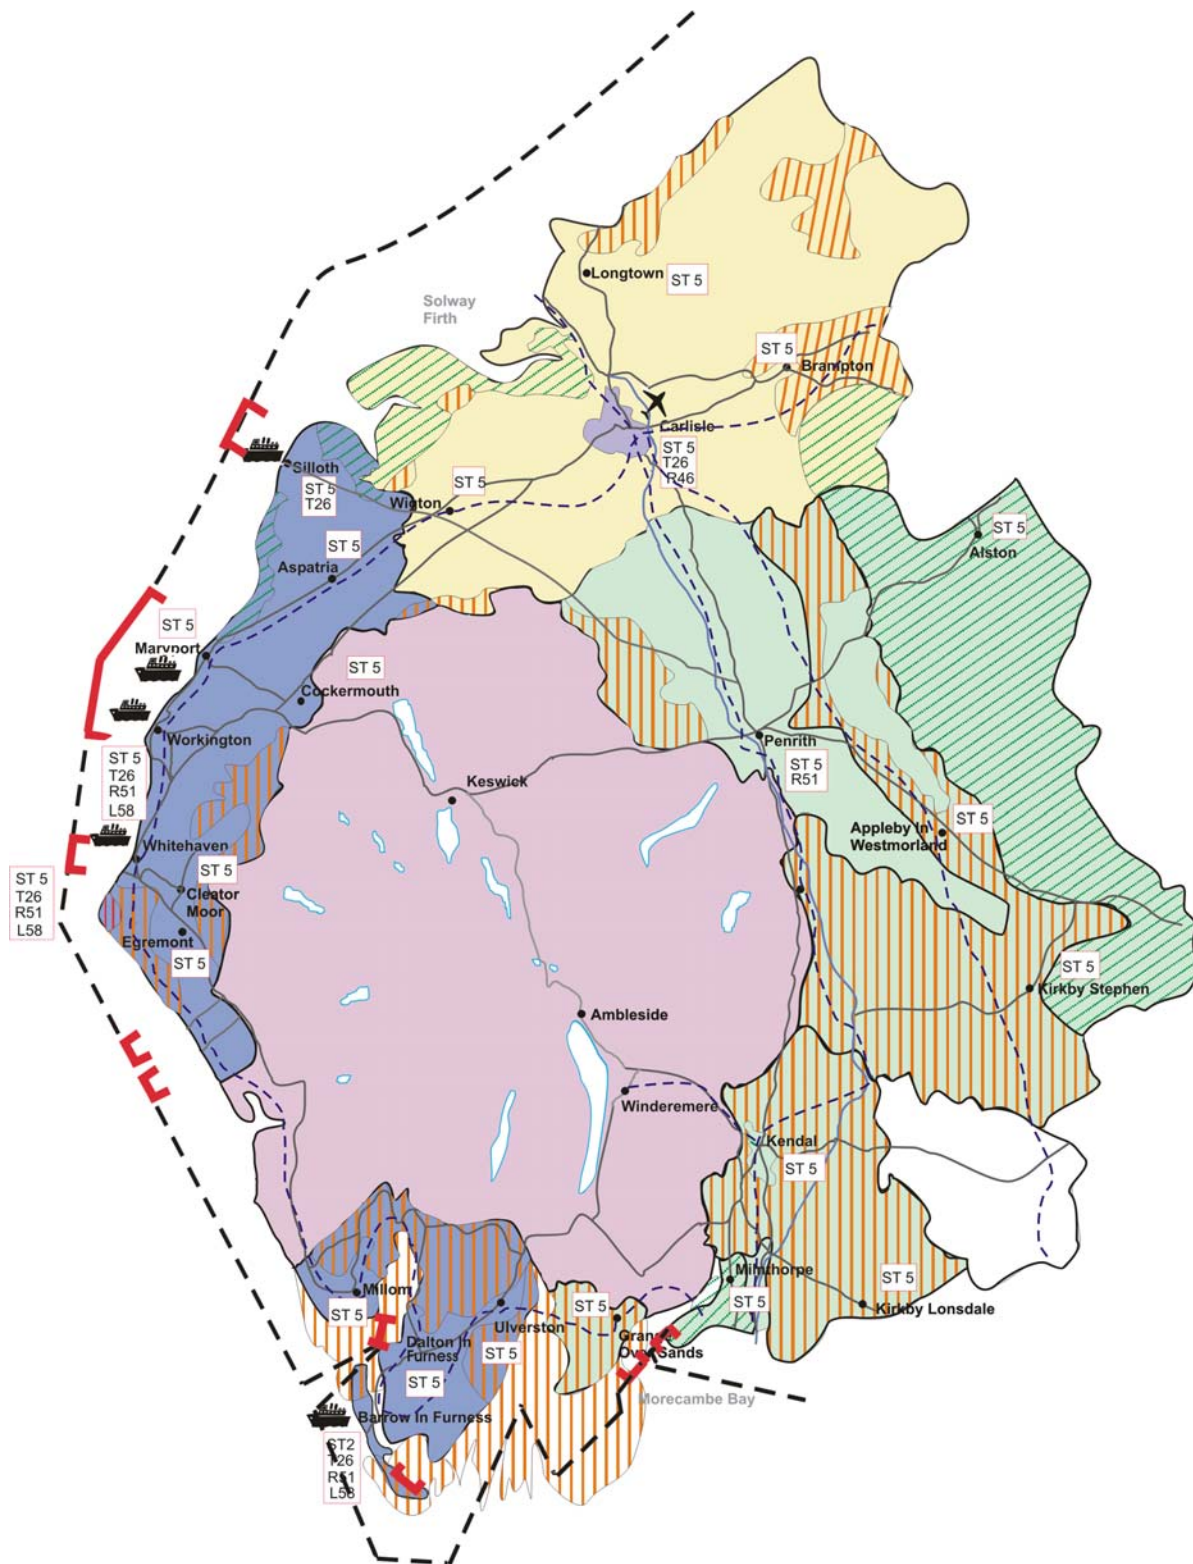 Longtown
ST 5
Solway
Firth
ST 5
Brampton
Carlisle
ST 5
T26
R46
Silloth
ST 5
T26
ST 5
Wigton
ST 5
Alston
ST 5
Aspatria
ST 5
Maryport
ST 5
Cockermouth
Workington
Penrith
ST 5
R51
ST 5
T26
R51
L58
Keswick
Appleby In
Westmorland
ST 5
Whitehaven
ST 5
T26
R51
L58
ST 5
Cleator
Moor
Egremont
ST 5
ST 5
Kirkby Stephen
Ambleside
Winderemere
Kendal
ST 5
Milnthorpe
ST 5
ST 5
Kirkby Lonsdale
Millom
ST 5
Ulverston
ST 5
ST 5
Grange
Over Sands
Dalton In
Furness
ST 5
Morecambe Bay
Barrow In Furness
ST2
T26
R51
L58